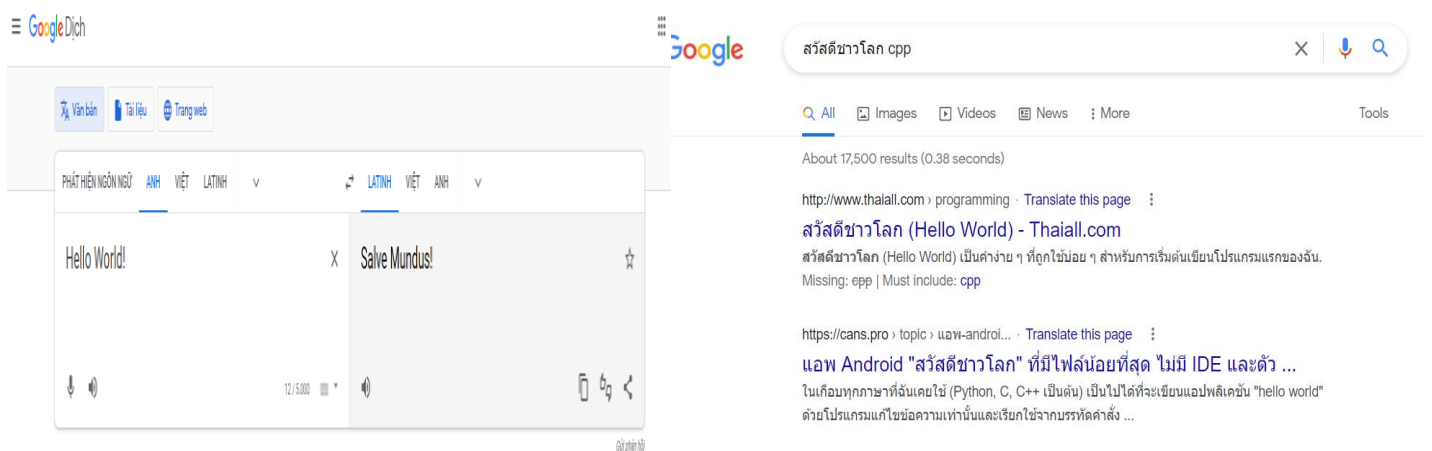 Google Dịch
Văn bản Tài liệu Trang web
PHÁT HIỆN NGÔN NGỮ ANH VIỆT LATINH LATINH VIỆT ANH
Hello World! Salve Mundus!
12 / 5.000
Gửi phản hồi
Google สวัสดีชาวโลก cpp
All Images Videos News More Tools
About 17,500 results (0.38 seconds)
http://www.thaiall.com › programming · Translate this page
สวัสดีชาวโลก (Hello World) - Thaiall.com
สวัสดีชาวโลก (Hello World) เป็นคำง่าย ๆ ที่ถูกใช้บ่อย ๆ สำหรับการเริ่มต้นเขียนโปรแกรมแรกของฉัน.
Missing: cpp | Must include: cpp
https://cans.pro › topic › แอพ-androi... · Translate this page
แอพ Android "สวัสดีชาวโลก" ที่มีไฟล์น้อยที่สุด ไม่มี IDE และตัว ...
ในเกือบทุกภาษาที่ฉันเคยใช้ (Python, C, C++ เป็นต้น) เป็นไปได้ที่จะเขียนแอปพลิเคชัน "hello world"
ด้วยโปรแกรมแก้ไขข้อความเท่านั้นและเรียกใช้จากบรรทัดคำสั่ง ...